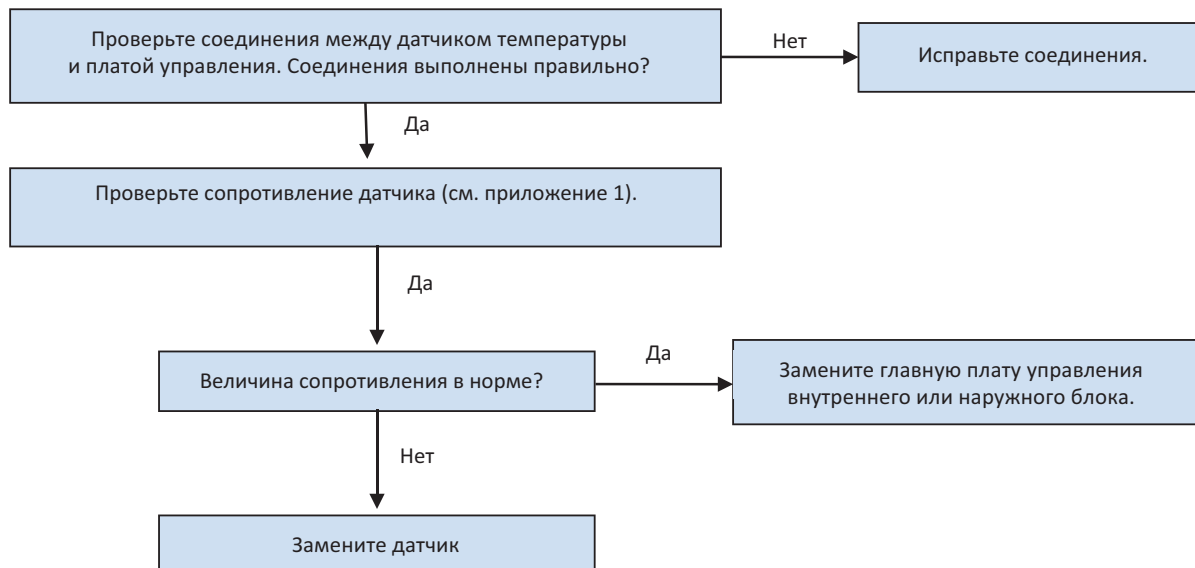 Проверьте соединения между датчиком температуры
и платой управления. Соединения выполнены правильно?
Нет
Исправьте соединения.
Да
Проверьте сопротивление датчика (см. приложение 1).
Да
Величина сопротивления в норме?
Да
Замените главную плату управления
внутреннего или наружного блока.
Нет
Замените датчик